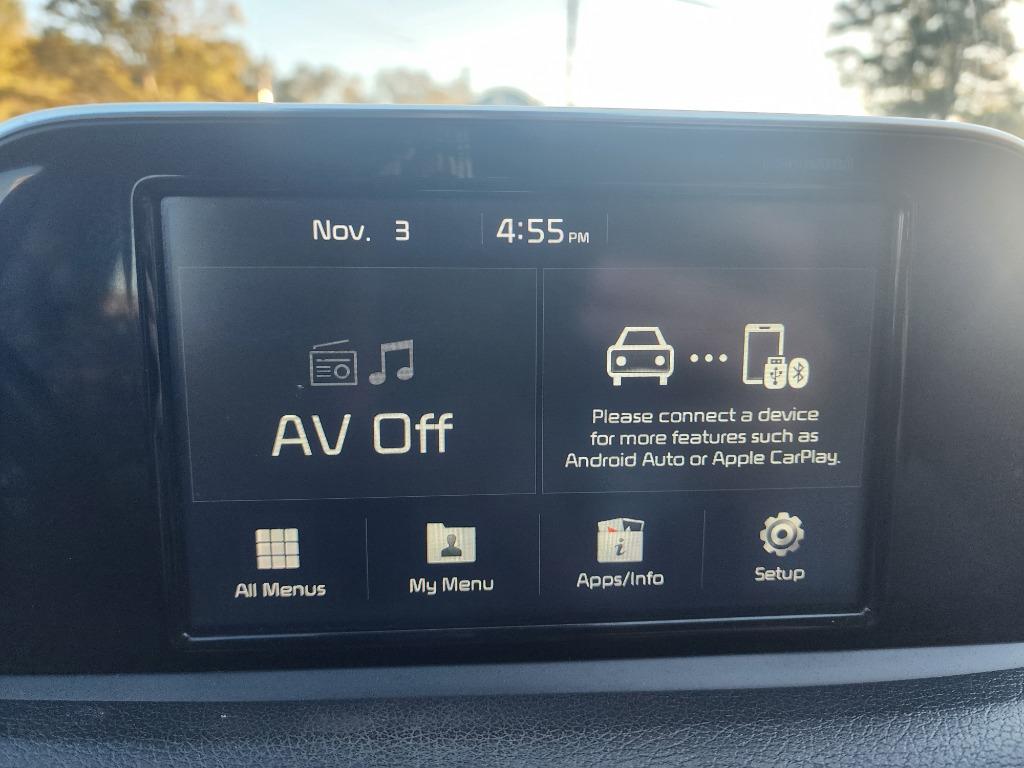 Nov. 3 4:55 PM
AV Off
Please connect a device
for more features such as
Android Auto or Apple CarPlay.
All Menus My Menu Apps/Info Setup